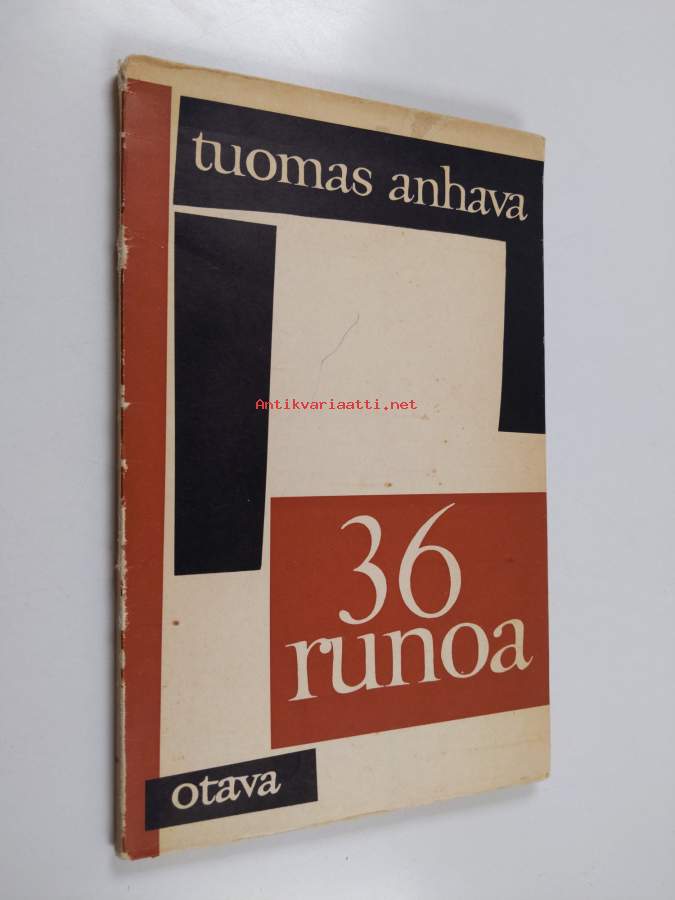 tuomas anhava
Antikvariaatti.net
36
runoa
otava